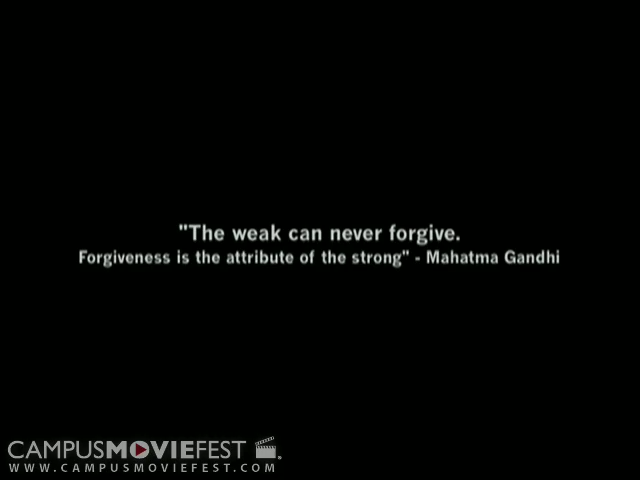 "The weak can never forgive.
Forgiveness is the attribute of the strong" - Mahatma Gandhi
CAMPUSMOVIEFEST
WWW.CAMPUSMOVIEFEST.COM